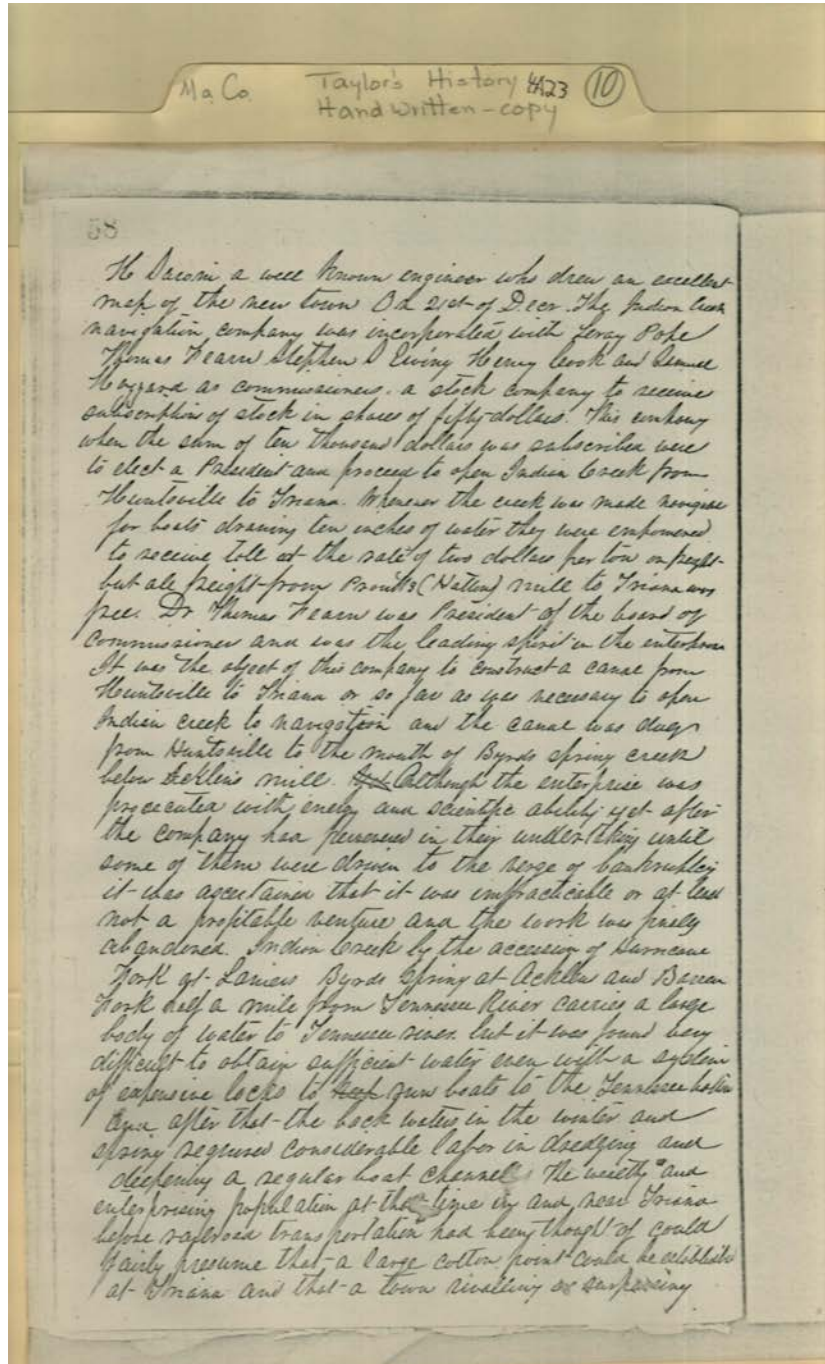 Ma Co. Taylor's History 4A23 10
Handwritten - copy
58
H a well known engineer who drew an excellent
map of the new town On 21st of Decr. The Indian Creek
navigation company was incorporated with Leroy Pope
Thomas Fearn Stephen S Ewing Henry Cook and Samuel
Hazzard as commissioners. a stock company to receive
subscriptions of stock in shares of fifty dollars. This company
when the sum of ten thousand dollars was subscribed were
to elect a President and proceed to open Indian Creek from
Huntsville to Triana. Whenever the creek was made
for boats drawing ten inches of water they were empowered
to receive toll at the rate of two dollars per ton on freight
but all freight from (Hattens) mill to Triana was
free. Dr Thomas Fearn was President of the board of
commissioners and was the leading spirit in the
It was the object of this company to construct a canal from
Huntsville to Triana or so far as was necessary to open
Indian creek to navigation and the canal was dug
from Huntsville to the mouth of Byrds spring creek
below mill. Although the enterprise was
prosecuted with energy and scientific ability yet after
the company had persevered in their undertaking until
some of them were driven to the verge of
it was ascertained that it was impracticable or at least
not a profitable venture and the work was finely
abandoned. Indian Creek by the accession of Hurricane
Fork at Laniers Byrds Spring at and Barren
Fork half a mile from Tennessee River carries a large
body of water to Tennessee river. but it was found very
difficult to obtain sufficient water even with a system
of expensive locks to keep run boats to the Tennessee
and after that the back waters in the winter and
spring required considerable labor in dredging and
deepening a regular boat channel. The wealthy and
enterprising population at that time in and near Triana
before railroad transportation had been thought of could
fairly presume that a large cotton point could be established
at Triana and that a town rivalling or surpassing